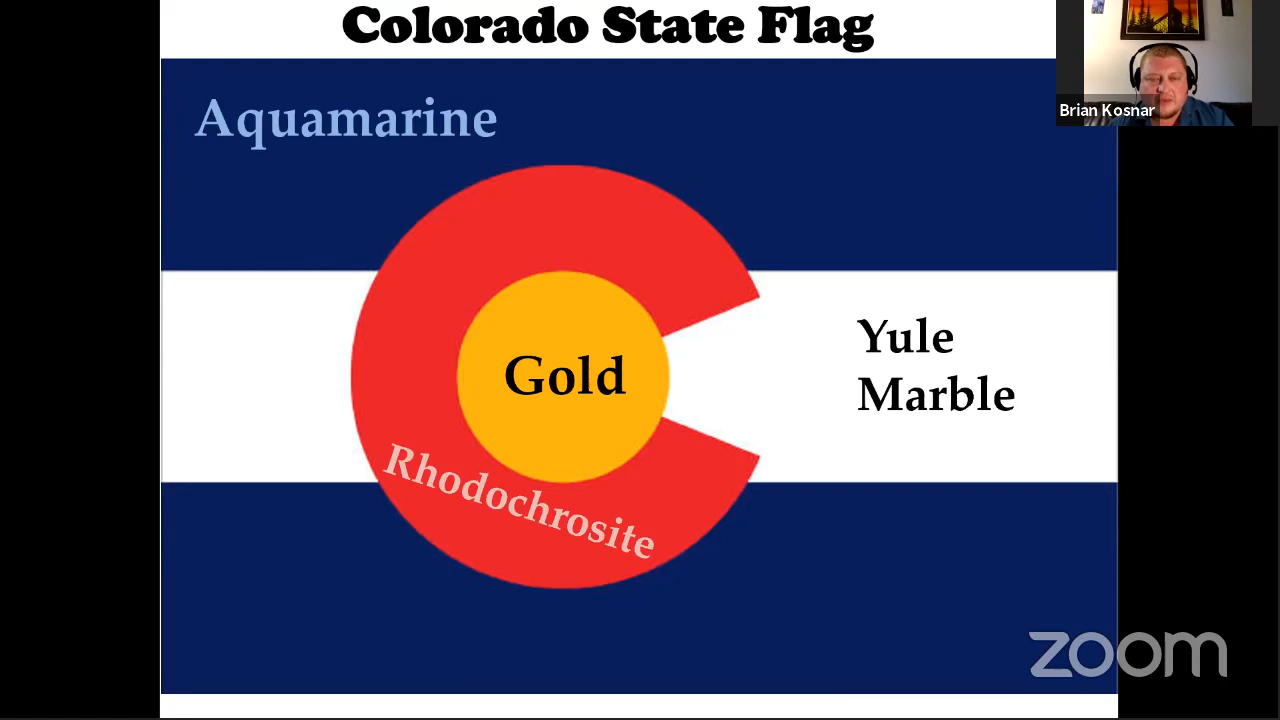 Colorado State Flag
Brian Kosnar
Aquamarine
Gold
Yule
Marble
Rhodochrosite
zoom